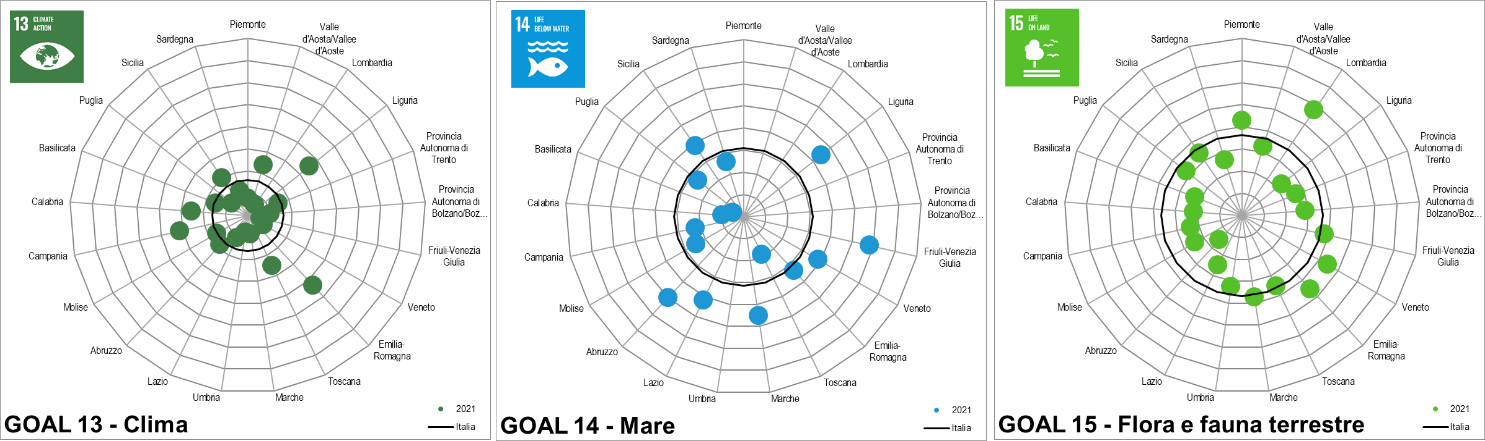 13 CLIMATE
ACTION
Piemonte
Valle
d'Aosta/Vallee
d'Aoste
Lombardia
Liguria
Provincia
Autonoma di
Trento
Provincia
Autonoma di
Bolzano/Boz...
Friuli-Venezia
Giulia
Veneto
Emilia-
Romagna
Toscana
Marche
Umbria
Lazio
Abruzzo
Molise
Campania
Calabria
Basilicata
Puglia
Sicilia
Sardegna
2021
Italia
GOAL 13 - Clima
14 LIFE
BELOW WATER
Piemonte
Valle
d'Aosta/Vallee
d'Aoste
Lombardia
Liguria
Provincia
Autonoma di
Trento
Provincia
Autonoma di
Bolzano/Boz...
Friuli-Venezia
Giulia
Veneto
Emilia-
Romagna
Toscana
Marche
Umbria
Lazio
Abruzzo
Molise
Campania
Calabria
Basilicata
Puglia
Sicilia
Sardegna
2021
Italia
GOAL 14 - Mare
15 LIFE
ON LAND
Piemonte
Valle
d'Aosta/Vallee
d'Aoste
Lombardia
Liguria
Provincia
Autonoma di
Trento
Provincia
Autonoma di
Bolzano/Boz...
Friuli-Venezia
Giulia
Veneto
Emilia-
Romagna
Toscana
Marche
Umbria
Lazio
Abruzzo
Molise
Campania
Calabria
Basilicata
Puglia
Sicilia
Sardegna
2021
Italia
GOAL 15 - Flora e fauna terrestre